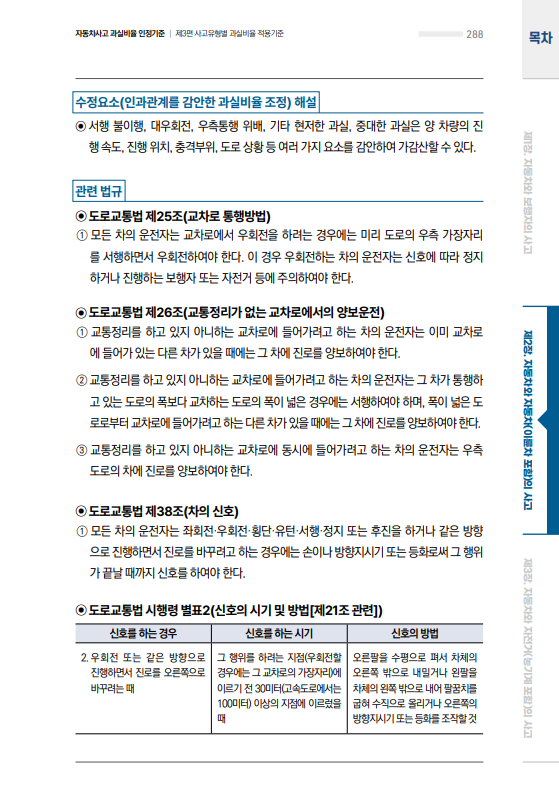 자동차사고 과실비율 인정기준 | 제3편 사고유형별 과실비율 적용기준
288
목차
수정요소(인과관계를 감안한 과실비율 조정) 해설
◉ 서행 불이행, 대우회전, 우측통행 위배, 기타 현저한 과실, 중대한 과실은 양 차량의 진
행 속도, 진행 위치, 충격부위, 도로 상황 등 여러 가지 요소를 감안하여 가감산할 수 있다.
관련 법규
◉ 도로교통법 제25조(교차로 통행방법)
① 모든 차의 운전자는 교차로에서 우회전을 하려는 경우에는 미리 도로의 우측 가장자리
를 서행하면서 우회전하여야 한다. 이 경우 우회전하는 차의 운전자는 신호에 따라 정지
하거나 진행하는 보행자 또는 자전거 등에 주의하여야 한다.
◉ 도로교통법 제26조(교통정리가 없는 교차로에서의 양보운전)
① 교통정리를 하고 있지 아니하는 교차로에 들어가려고 하는 차의 운전자는 이미 교차로
에 들어가 있는 다른 차가 있을 때에는 그 차에 진로를 양보하여야 한다.
② 교통정리를 하고 있지 아니하는 교차로에 들어가려고 하는 차의 운전자는 그 차가 통행하
고 있는 도로의 폭보다 교차하는 도로의 폭이 넓은 경우에는 서행하여야 하며, 폭이 넓은 도
로로부터 교차로에 들어가려고 하는 다른 차가 있을 때에는 그 차에 진로를 양보하여야 한다.
③ 교통정리를 하고 있지 아니하는 교차로에 동시에 들어가려고 하는 차의 운전자는 우측
도로의 차에 진로를 양보하여야 한다.
◉ 도로교통법 제38조(차의 신호)
① 모든 차의 운전자는 좌회전·우회전·횡단·유턴·서행·정지 또는 후진을 하거나 같은 방향
으로 진행하면서 진로를 바꾸려고 하는 경우에는 손이나 방향지시기 또는 등화로써 그 행위
가 끝날 때까지 신호를 하여야 한다.
◉ 도로교통법 시행령 별표2(신호의 시기 및 방법[제21조 관련])
신호를 하는 경우
신호를 하는 시기
신호의 방법
2. 우회전 또는 같은 방향으로
진행하면서 진로를 오른쪽으로
바꾸려는 때
그 행위를 하려는 지점(우회전할
경우에는 그 교차로의 가장자리)에
이르기 전 30미터(고속도로에서는
100미터) 이상의 지점에 이르렀을
때
오른팔을 수평으로 펴서 차체의
오른쪽 밖으로 내밀거나 왼팔을
차체의 왼쪽 밖으로 내어 팔꿈치를
굽혀 수직으로 올리거나 오른쪽의
방향지시기 또는 등화를 조작할 것
제1장. 자동차와 보행자의 사고
제2장. 자동차와 자동차(이륜차 포함)의 사고
제3장. 자동차와 자전거(농기계 포함)의 사고